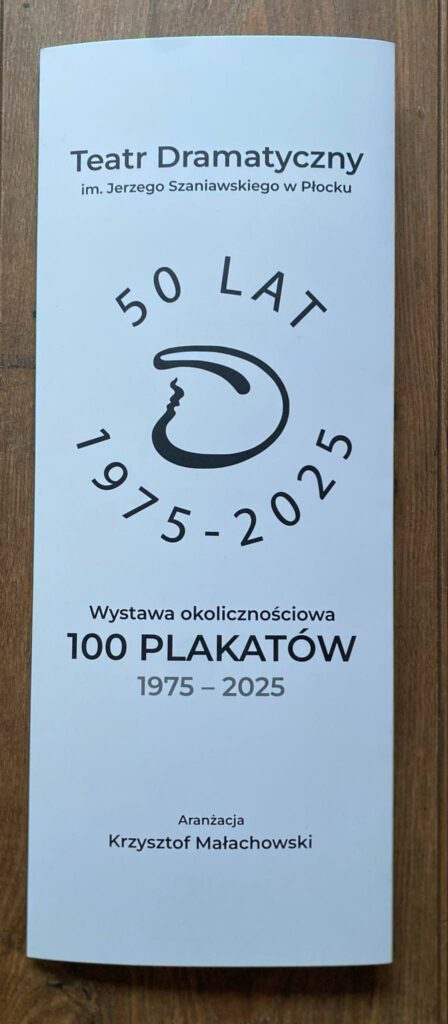 Teatr Dramatyczny
im. Jerzego Szaniawskiego w Płocku
50 LAT
1975-2025
Wystawa okolicznościowa
100 PLAKATÓW
1975 – 2025
Aranżacja
Krzysztof Małachowski